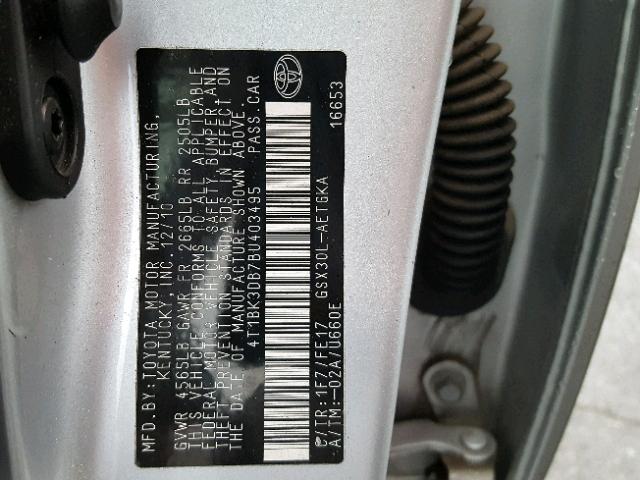 MFD. BY: TOYOTA MOTOR MANUFACTURING,
KENTUCKY, INC. 12/10
GVWR 4565LB GAWR FR 2665LB RR 2505LB
THIS VEHICLE CONFORMS TO ALL APPLICABLE
FEDERAL MOTOR VEHICLE SAFETY, BUMPER AND
THEFT PREVENTION STANDARDS IN EFFECT ON
THE DATE OF MANUFACTURE SHOWN ABOVE.
4T1BK3DB7BU403495 PASS. CAR
C/TR: 1F7/FE17 GSX30L-AETGKA 16653
A/TM:-02A/U660E